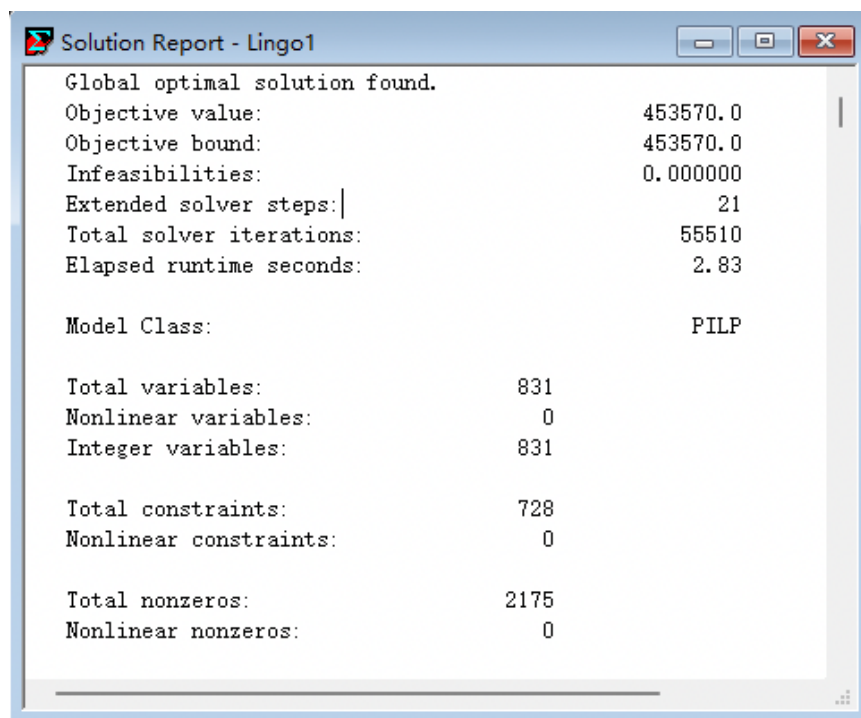 Solution Report - Lingo1
Global optimal solution found.
Objective value: 453570.0
Objective bound: 453570.0
Infeasibilities: 0.000000
Extended solver steps: 21
Total solver iterations: 55510
Elapsed runtime seconds: 2.83
Model Class: PILP
Total variables: 831
Nonlinear variables: 0
Integer variables: 831
Total constraints: 728
Nonlinear constraints: 0
Total nonzeros: 2175
Nonlinear nonzeros: 0